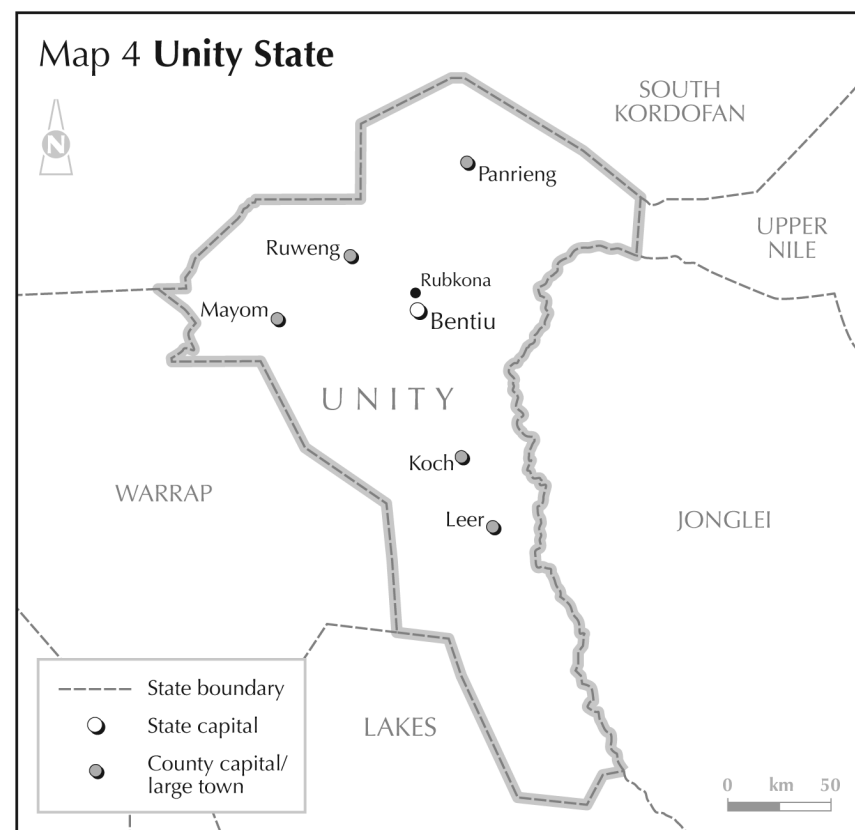 Map 4 Unity State
N
SOUTH
KORDOFAN
Panrieng
UPPER
NILE
Ruweng
Rubkona
Mayom
Bentiu
UNITY
Koch
WARRAP
Leer
JONGLEI
State boundary
State capital
County capital/
large town
LAKES
0 km 50